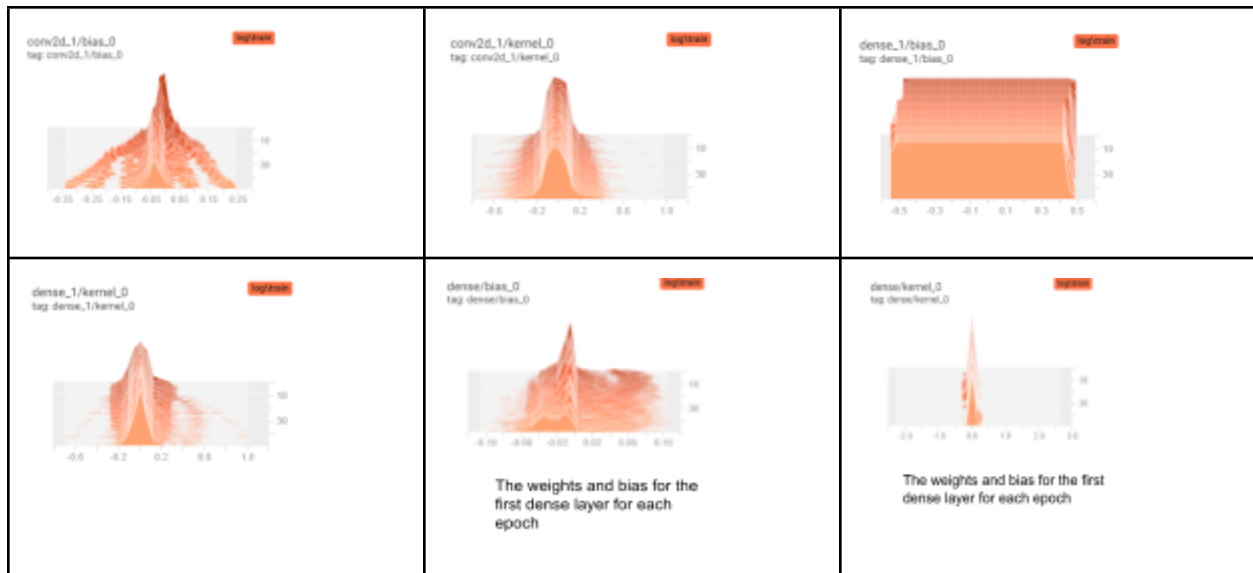 conv2d_1/bias_0
tag: conv2d_1/bias_0
log\train
10
30
-0.35 -0.25 -0.15 -0.05 0.05 0.15 0.25
conv2d_1/kernel_0
tag: conv2d_1/kernel_0
log\train
10
30
-0.6 -0.2 0.2 0.6 1.0
dense_1/bias_0
tag: dense_1/bias_0
log\train
10
30
-0.5 -0.3 -0.1 0.1 0.3 0.5
dense_1/kernel_0
tag: dense_1/kernel_0
log\train
10
30
-0.6 -0.2 0.2 0.6 1.0
dense/bias_0
tag: dense/bias_0
log\train
10
30
-0.10 -0.06 -0.02 0.02 0.06 0.10
The weights and bias for the
first dense layer for each
epoch
dense/kernel_0
tag: dense/kernel_0
log\train
10
30
-2.0 -1.0 0.0 1.0 2.0 3.0
The weights and bias for the first
dense layer for each epoch